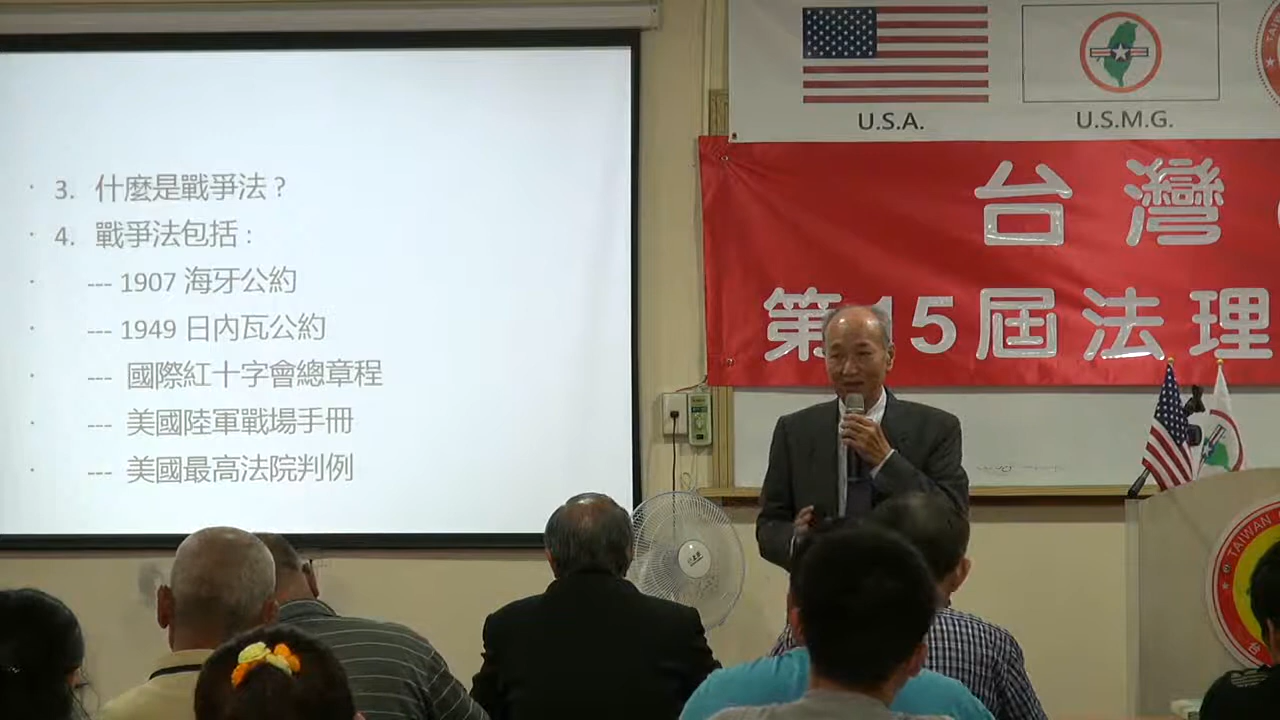 3. 什麼是戰爭法?
4. 戰爭法包括:
--- 1907 海牙公約
--- 1949 日內瓦公約
--- 國際紅十字會總章程
--- 美國陸軍戰場手冊
--- 美國最高法院判例
U.S.A.
U.S.M.G.
台灣
第15屆法理
TAIWAN